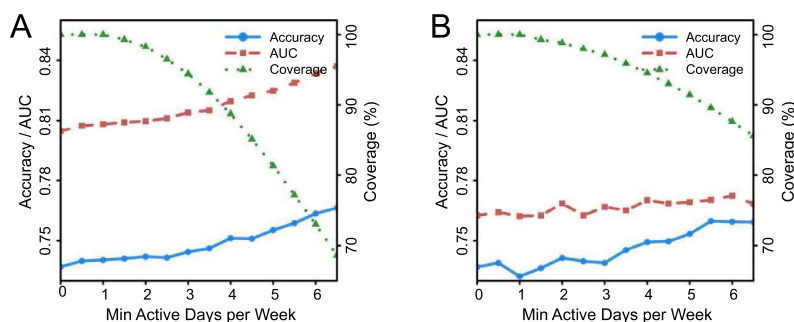 A
Accuracy
AUC
Coverage
Accuracy / AUC
0.84
0.81
0.78
0.75
Coverage (%)
100
90
80
70
0 1 2 3 4 5 6
Min Active Days per Week
B
Accuracy
AUC
Coverage
Accuracy / AUC
0.84
0.81
0.78
0.75
Coverage (%)
100
90
80
70
0 1 2 3 4 5 6
Min Active Days per Week